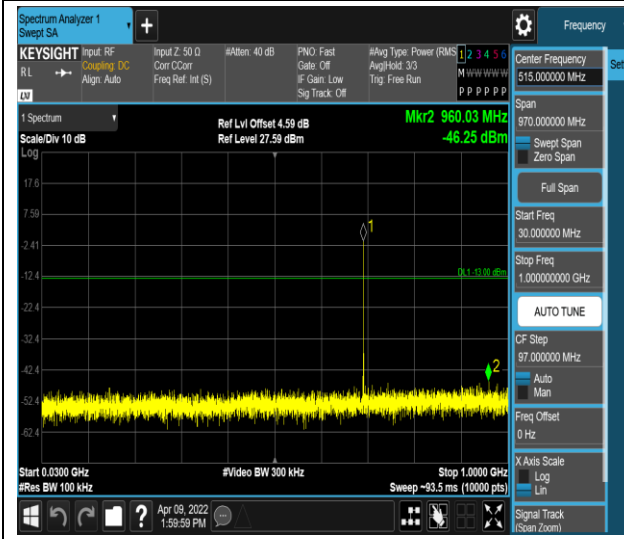 Spectrum Analyzer 1
Swept SA
+
Frequency
KEYSIGHT
RL
LXI
Input: RF
Coupling: DC
Align: Auto
Input Z: 50 Ω
Corr CCorr
Freq Ref: Int (S)
#Atten: 40 dB
PNO: Fast
Gate: Off
IF Gain: Low
Sig Track: Off
#Avg Type: Power (RMS
Avg|Hold: 3/3
Trig: Free Run
1 2 3 4 5 6
M W W W W W
P P P P P P
1 Spectrum
Scale/Div 10 dB
Ref Lvl Offset 4.59 dB
Ref Level 27.59 dBm
Mkr2 960.03 MHz
-46.25 dBm
Log
17.6
7.59
-2.41
-12.4
-22.4
-32.4
-42.4
-52.4
-62.4
1
DL1 -13.00 dBm
2
Start 0.0300 GHz
#Res BW 100 kHz
#Video BW 300 kHz
Stop 1.0000 GHz
Sweep ~93.5 ms (10000 pts)
?
Apr 09, 2022
1:59:59 PM
Center Frequency
515.000000 MHz
Set
Span
970.000000 MHz
Swept Span
Zero Span
Full Span
Start Freq
30.000000 MHz
Stop Freq
1.000000000 GHz
AUTO TUNE
CF Step
97.000000 MHz
Auto
Man
Freq Offset
0 Hz
X Axis Scale
Log
Lin
Signal Track
(Span Zoom)